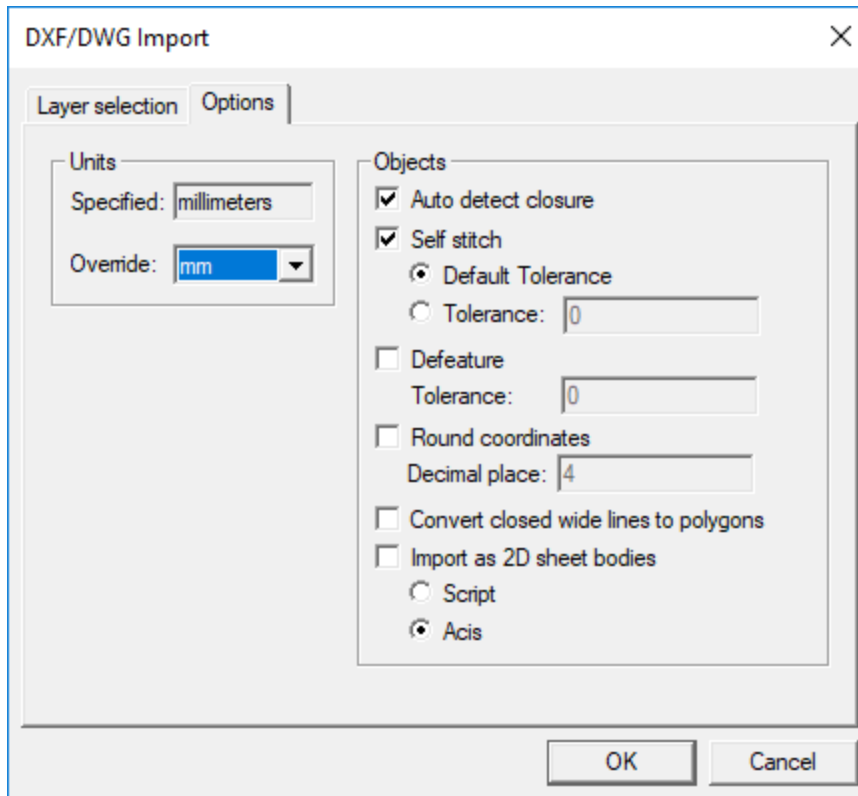 DXF/DWG Import
Layer selection Options
Units
Specified: millimeters
Override: mm
Objects
Auto detect closure
Self stitch
Default Tolerance
Tolerance: 0
Defeature
Tolerance: 0
Round coordinates
Decimal place: 4
Convert closed wide lines to polygons
Import as 2D sheet bodies
Script
Acis
OK Cancel